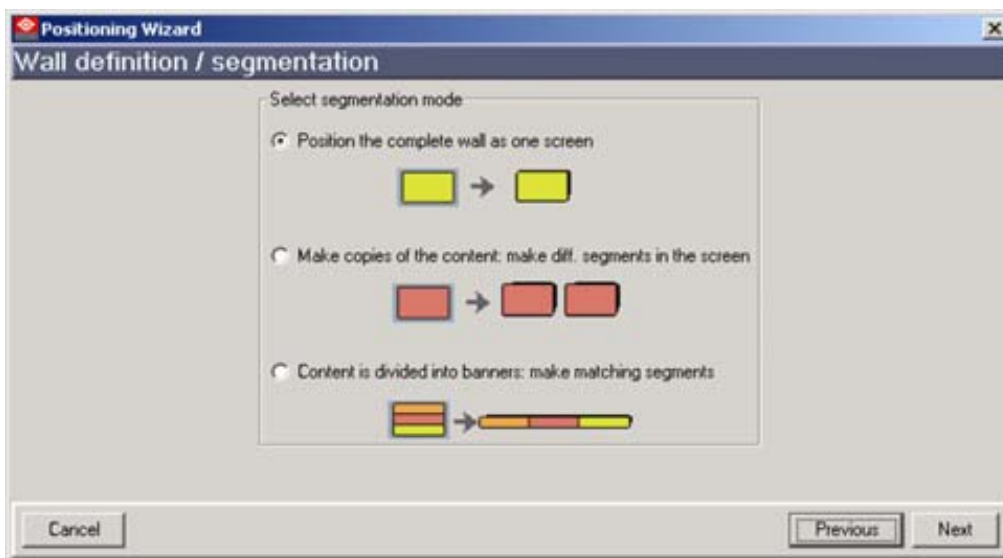 Positioning Wizard
Wall definition / segmentation
Select segmentation mode
Position the complete wall as one screen
Make copies of the content: make diff. segments in the screen
Content is divided into banners: make matching segments
Cancel
Previous
Next